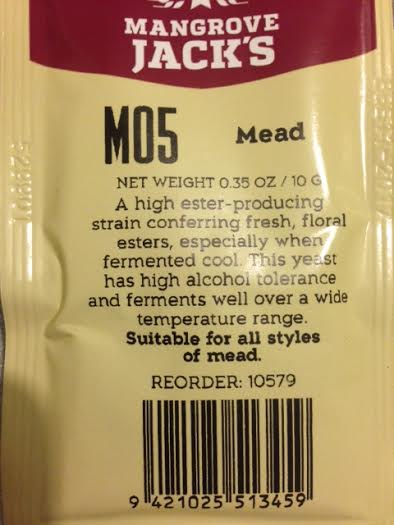 MANGROVE
JACK'S
M05
Mead
NET WEIGHT 0.35 OZ / 10 G
A high ester-producing
strain conferring fresh, floral
esters, especially when
fermented cool. This yeast
has high alcohol tolerance
and ferments well over a wide
temperature range.
Suitable for all styles
of mead.
REORDER: 10579
9 421025 513459